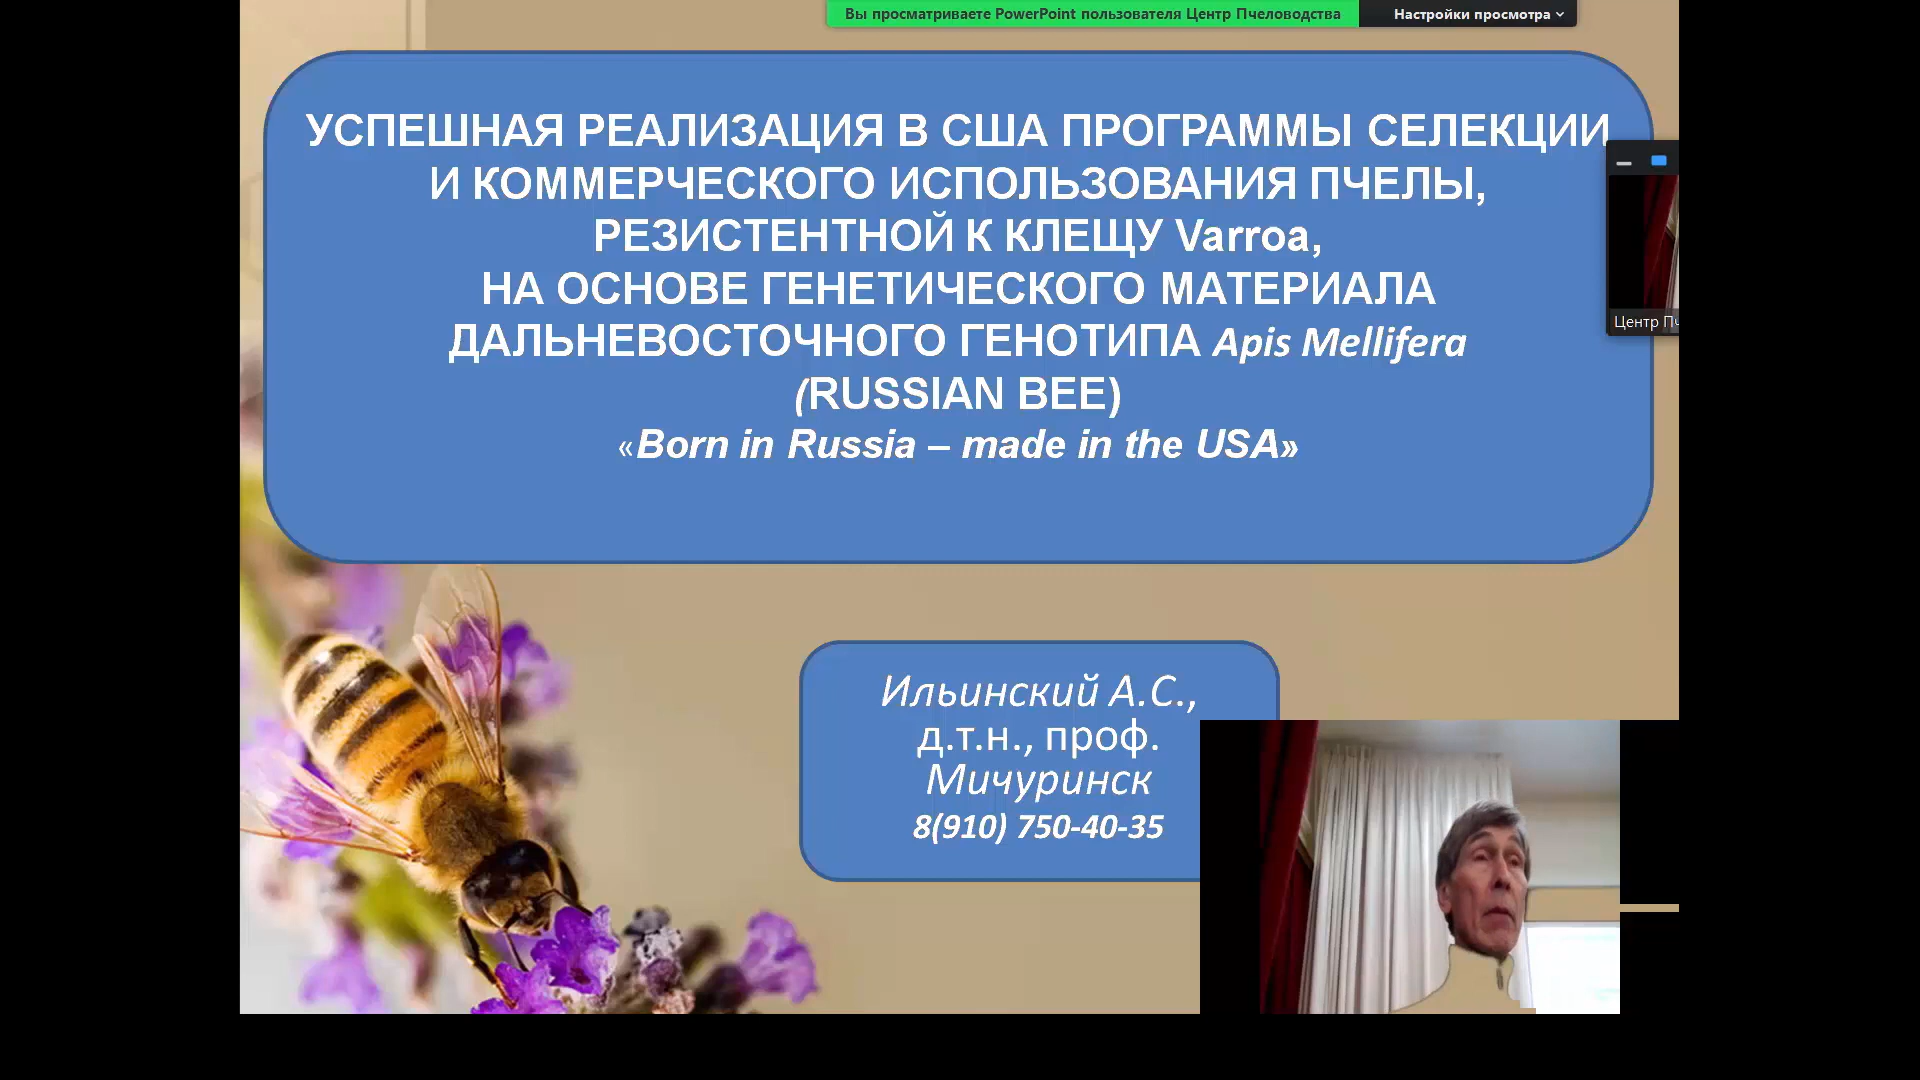 Вы просматриваете PowerPoint пользователя Центр Пчеловодства
Настройки просмотра
УСПЕШНАЯ РЕАЛИЗАЦИЯ В США ПРОГРАММЫ СЕЛЕКЦИИ
И КОММЕРЧЕСКОГО ИСПОЛЬЗОВАНИЯ ПЧЕЛЫ,
РЕЗИСТЕНТНОЙ К КЛЕЩУ Varroa,
НА ОСНОВЕ ГЕНЕТИЧЕСКОГО МАТЕРИАЛА
ДАЛЬНЕВОСТОЧНОГО ГЕНОТИПА Apis Mellifera
(RUSSIAN BEE)
«Born in Russia – made in the USA»
Центр Пч
Ильинский А.С.,
д.т.н., проф.
Мичуринск
8(910) 750-40-35